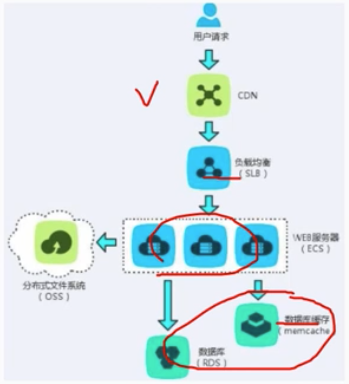 用户请求
CDN
负载均衡
（SLB）
WEB服务器
（ECS）
分布式文件系统
（OSS）
数据库缓存
（memcache
数据库
（RDS）